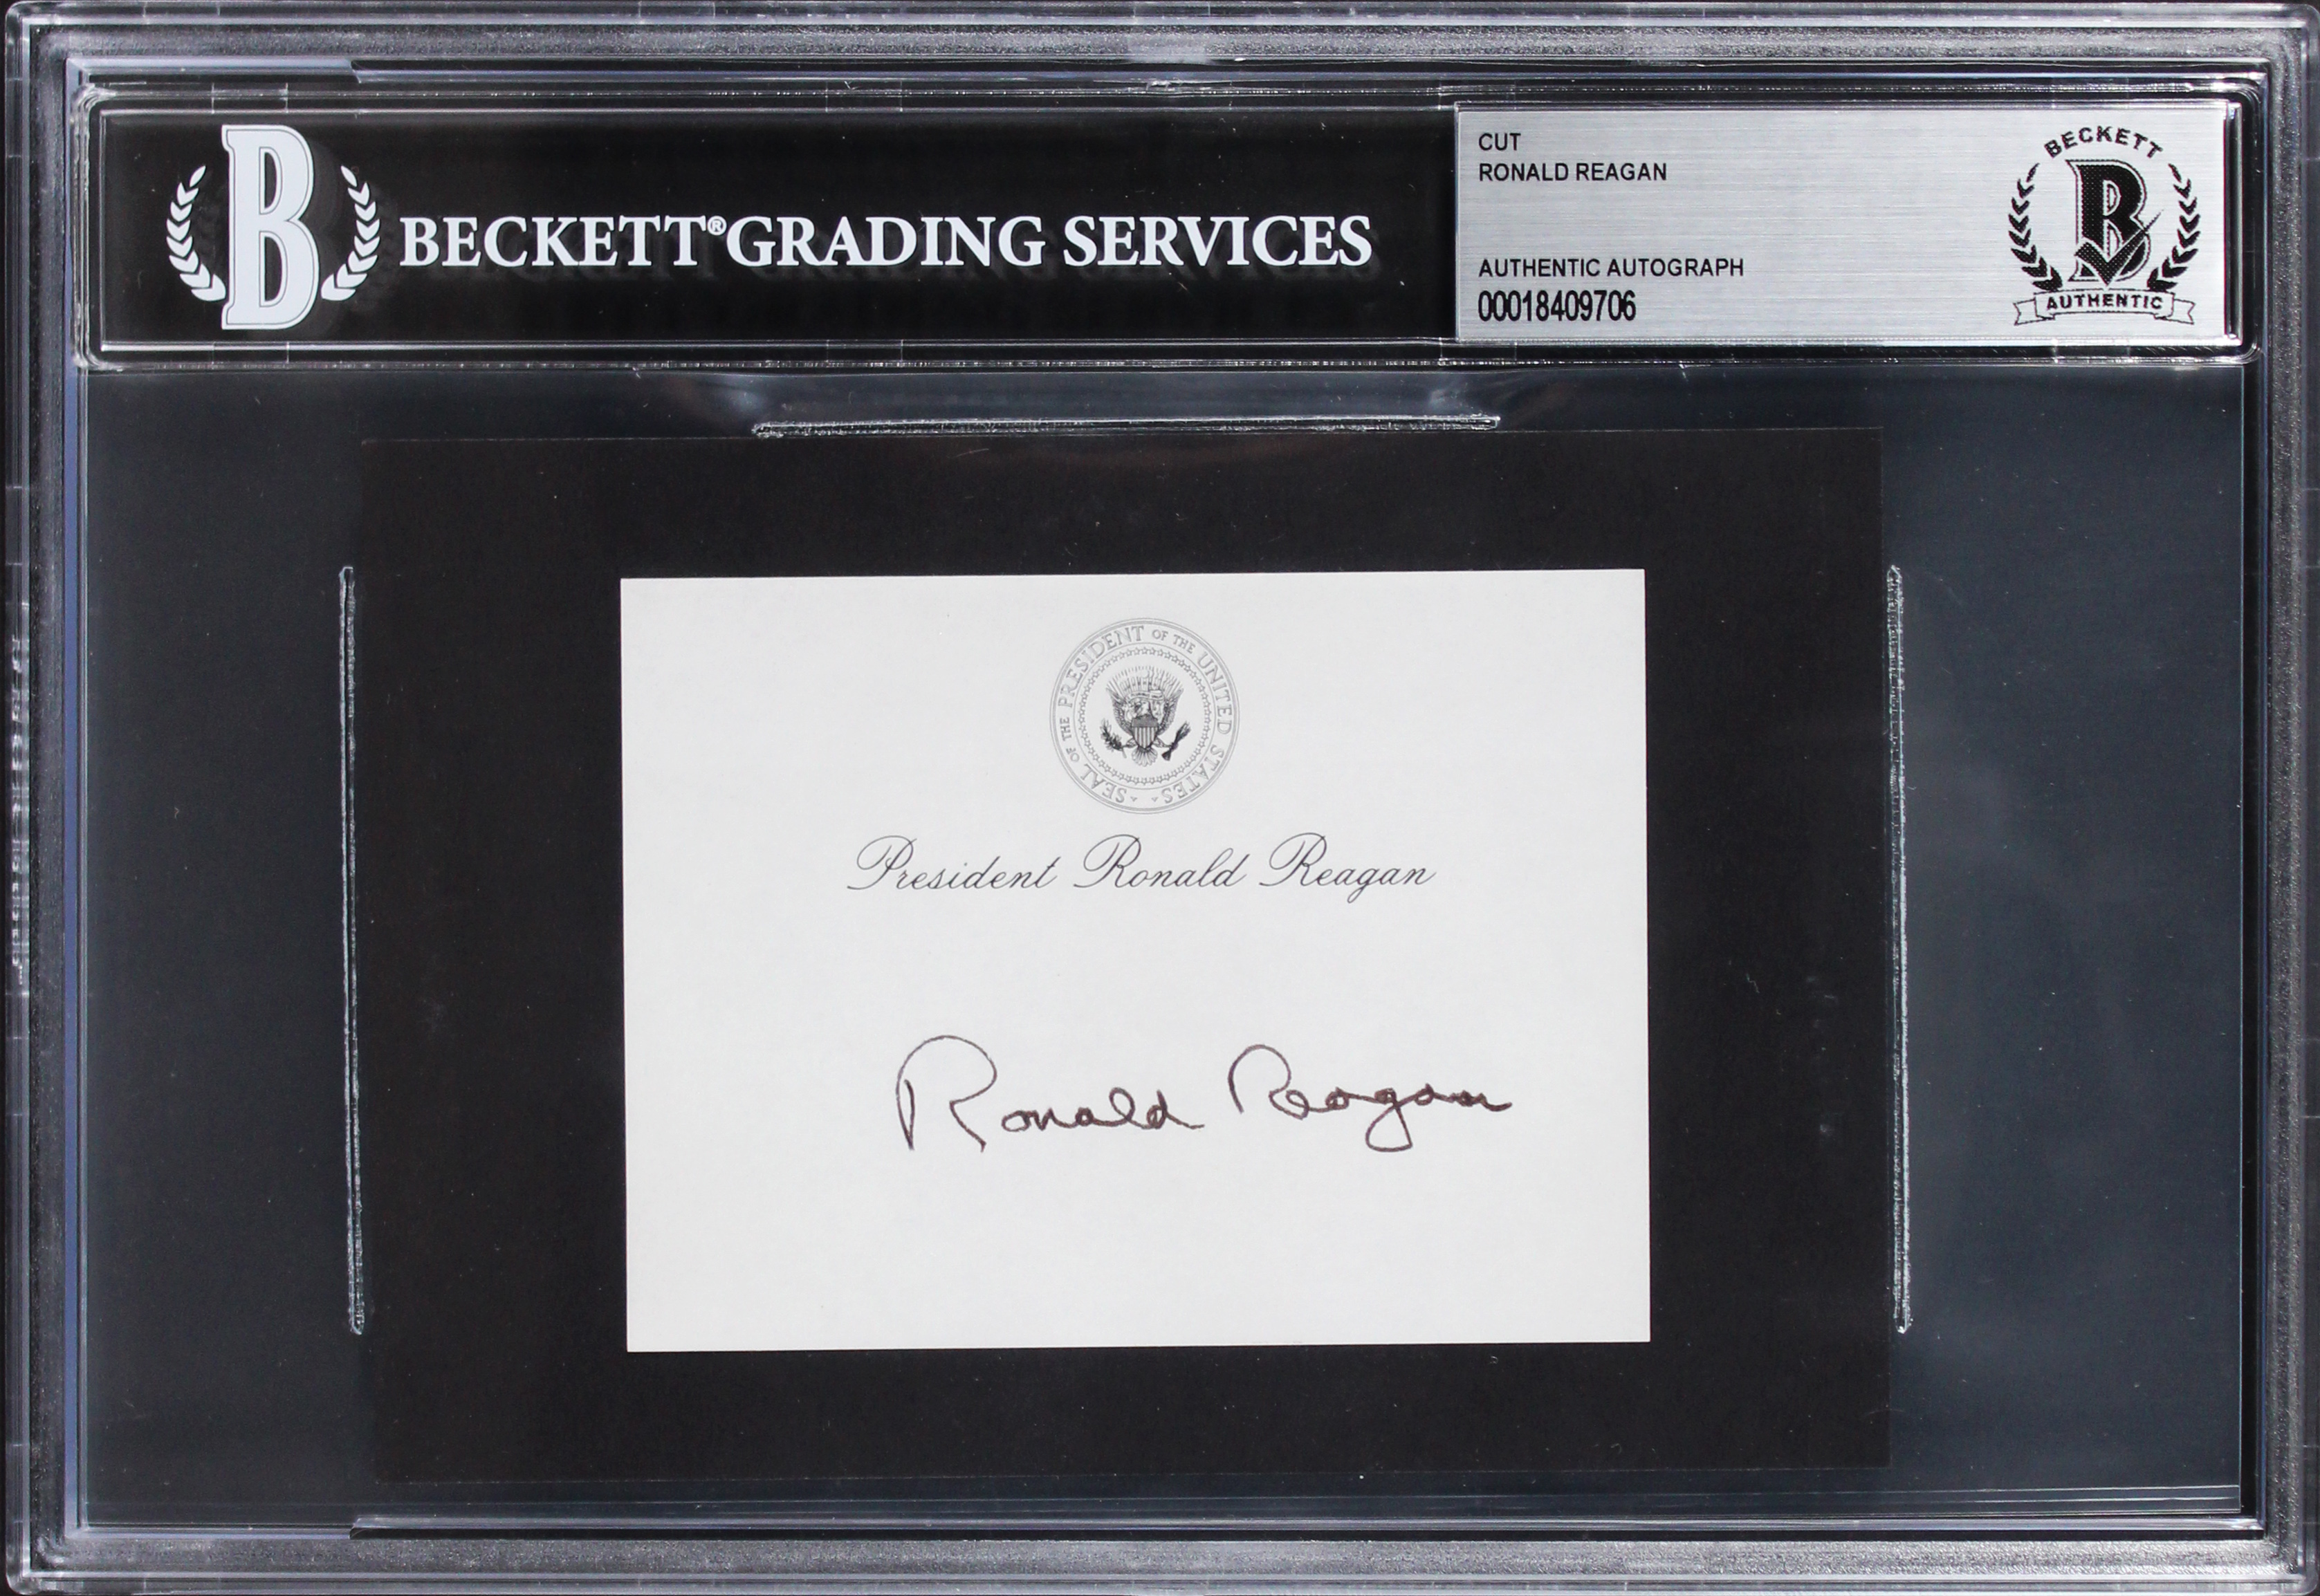 BECKETT® GRADING SERVICES
CUT
RONALD REAGAN
AUTHENTIC AUTOGRAPH
00018409706
BECKETT
B
AUTHENTIC
B
SEAL OF THE PRESIDENT OF THE UNITED STATES
President Ronald Reagan
Ronald Reagan